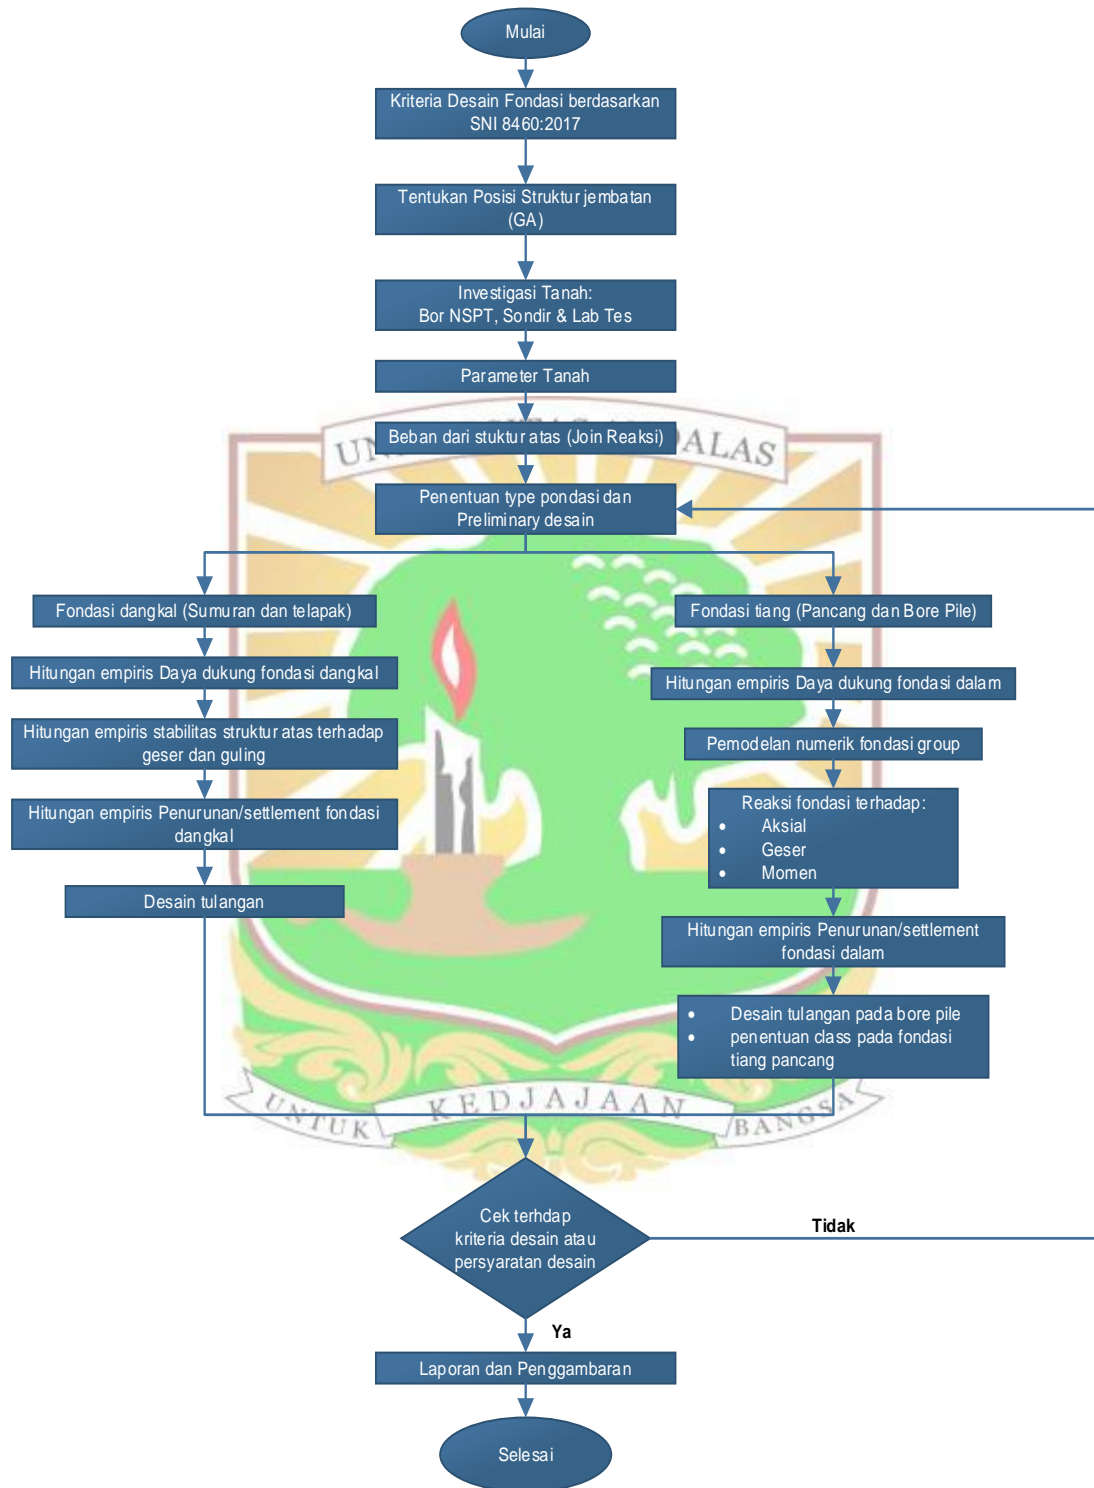 Mulai
Kriteria Desain Fondasi berdasarkan
SNI 8460:2017
Tentukan Posisi Struktur jembatan
(GA)
Investigasi Tanah:
Bor NSPT, Sondir & Lab Tes
Parameter Tanah
Beban dari stuktur atas (Join Reaksi)
Penentuan type pondasi dan
Preliminary desain
Fondasi dangkal (Sumuran dan telapak)
Hitungan empiris Daya dukung fondasi dangkal
Hitungan empiris stabilitas struktur atas terhadap
geser dan guling
Hitungan empiris Penurunan/settlement fondasi
dangkal
Desain tulangan
Fondasi tiang (Pancang dan Bore Pile)
Hitungan empiris Daya dukung fondasi dalam
Pemodelan numerik fondasi group
Reaksi fondasi terhadap:
• Aksial
• Geser
• Momen
Hitungan empiris Penurunan/settlement
fondasi dalam
• Desain tulangan pada bore pile
• penentuan class pada fondasi
tiang pancang
UNTUK KEDJAJAAN BANGSA
Cek terhdap
kriteria desain atau
persyaratan desain
Tidak
Ya
Laporan dan Penggambaran
Selesai